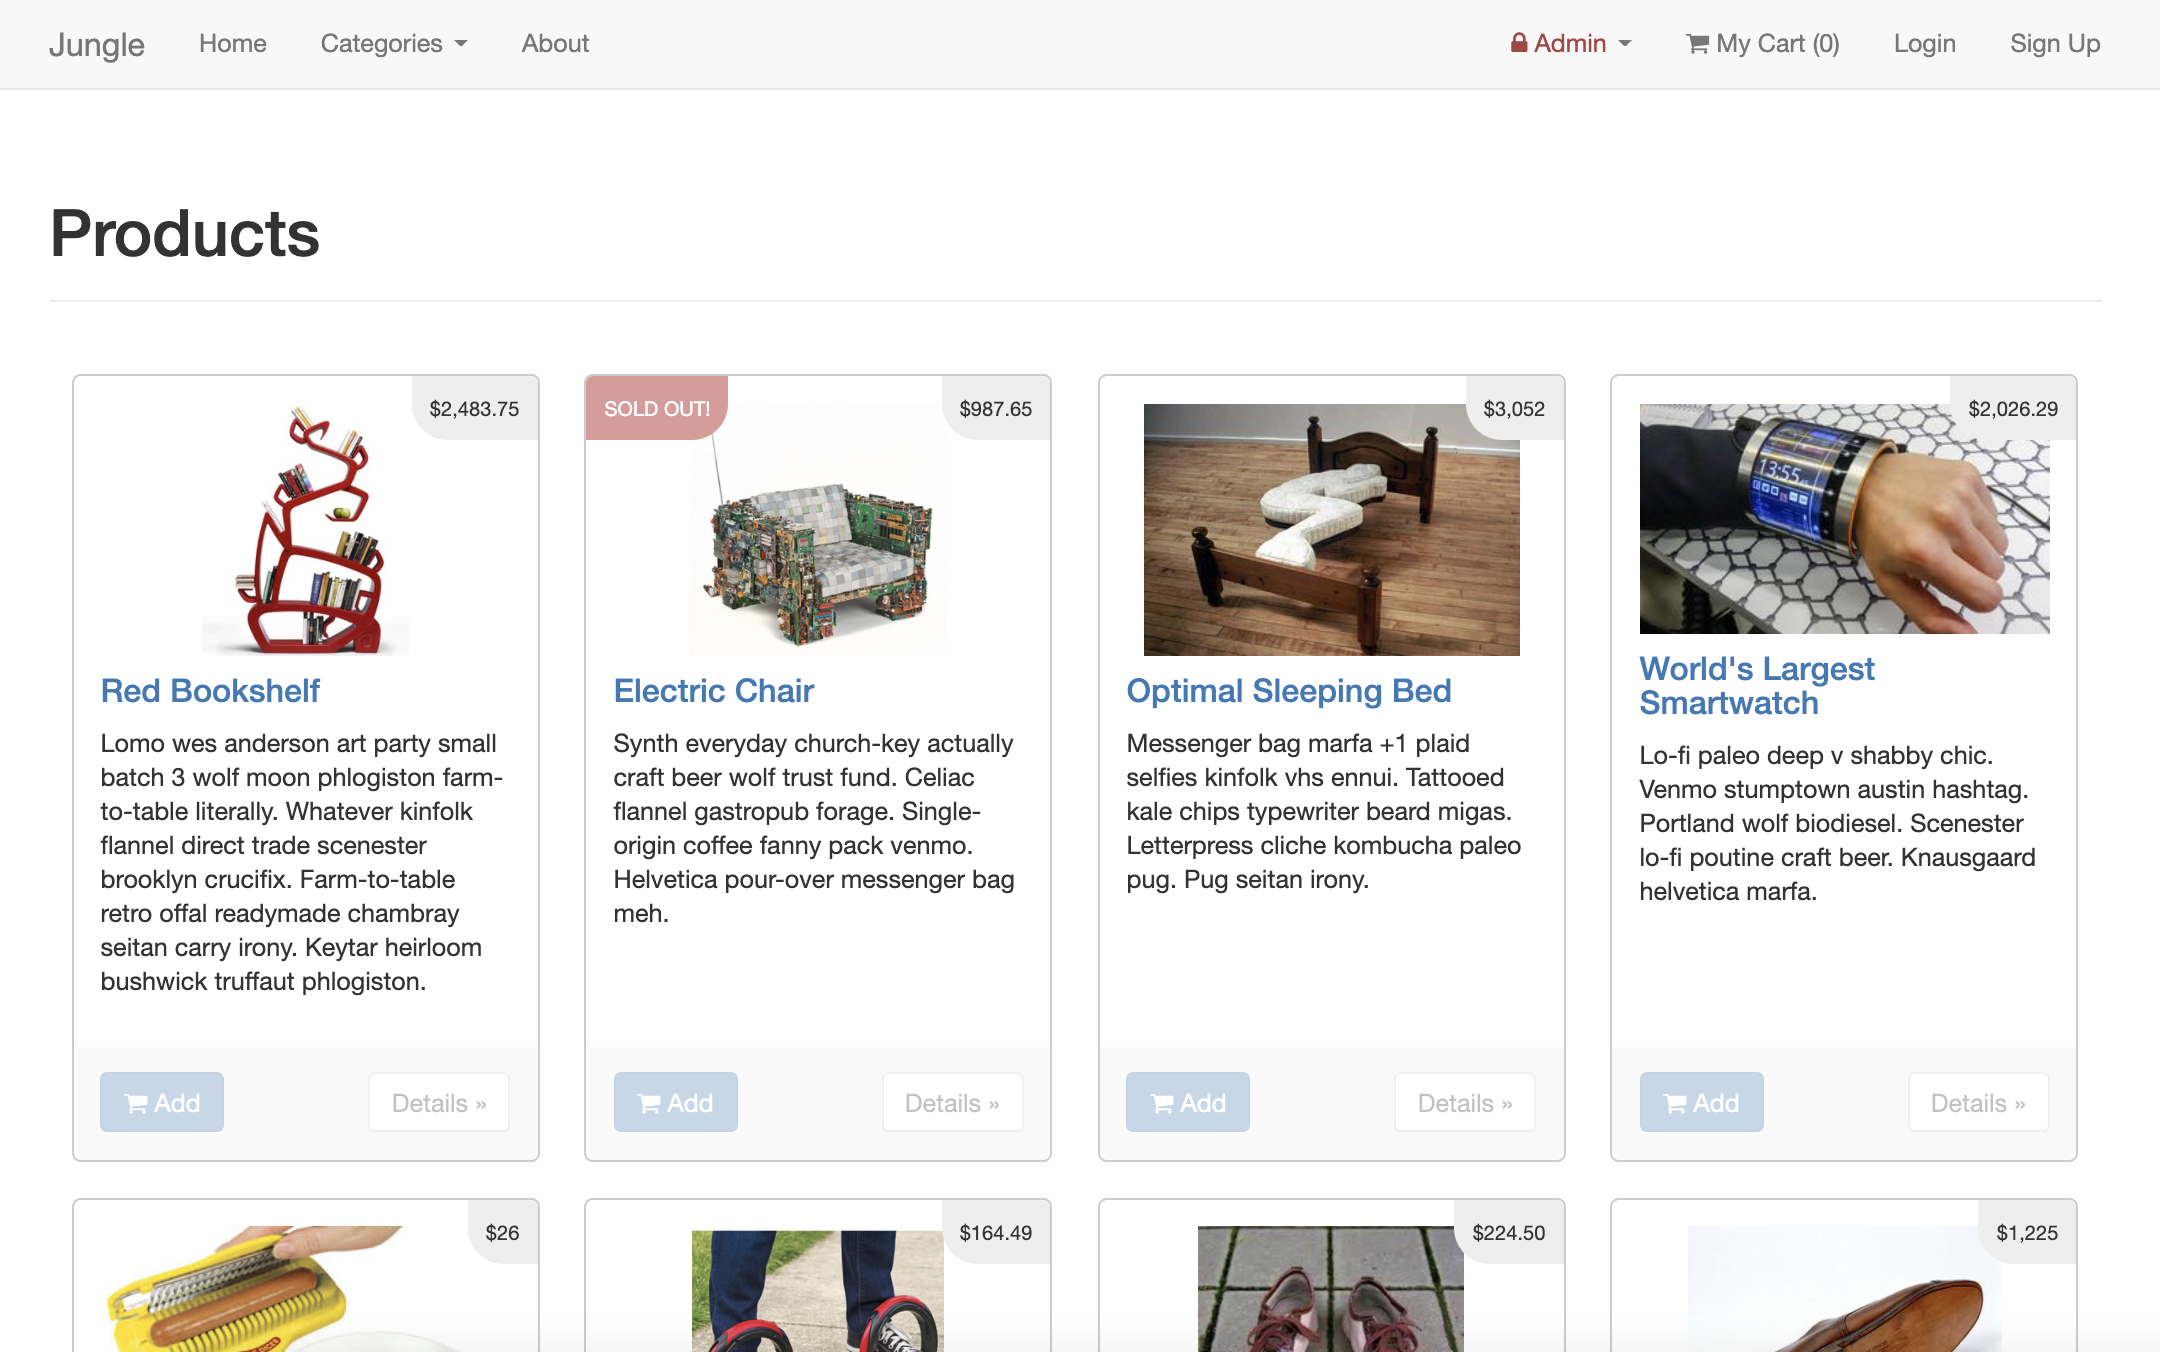 Jungle Home Categories About Admin My Cart (0) Login Sign Up
Products
$2,483.75
Red Bookshelf
Lomo wes anderson art party small
batch 3 wolf moon phlogiston farm-
to-table literally. Whatever kinfolk
flannel direct trade scenester
brooklyn crucifix. Farm-to-table
retro offal readymade chambray
seitan carry irony. Keytar heirloom
bushwick truffaut phlogiston.
Add Details »
SOLD OUT! $987.65
Electric Chair
Synth everyday church-key actually
craft beer wolf trust fund. Celiac
flannel gastropub forage. Single-
origin coffee fanny pack venmo.
Helvetica pour-over messenger bag
meh.
Add Details »
$3,052
Optimal Sleeping Bed
Messenger bag marfa +1 plaid
selfies kinfolk vhs ennui. Tattooed
kale chips typewriter beard migas.
Letterpress cliche kombucha paleo
pug. Pug seitan irony.
Add Details »
$2,026.29
13:55
World's Largest
Smartwatch
Lo-fi paleo deep v shabby chic.
Venmo stumptown austin hashtag.
Portland wolf biodiesel. Scenester
lo-fi poutine craft beer. Knausgaard
helvetica marfa.
Add Details »
$26
$164.49
$224.50
$1,225